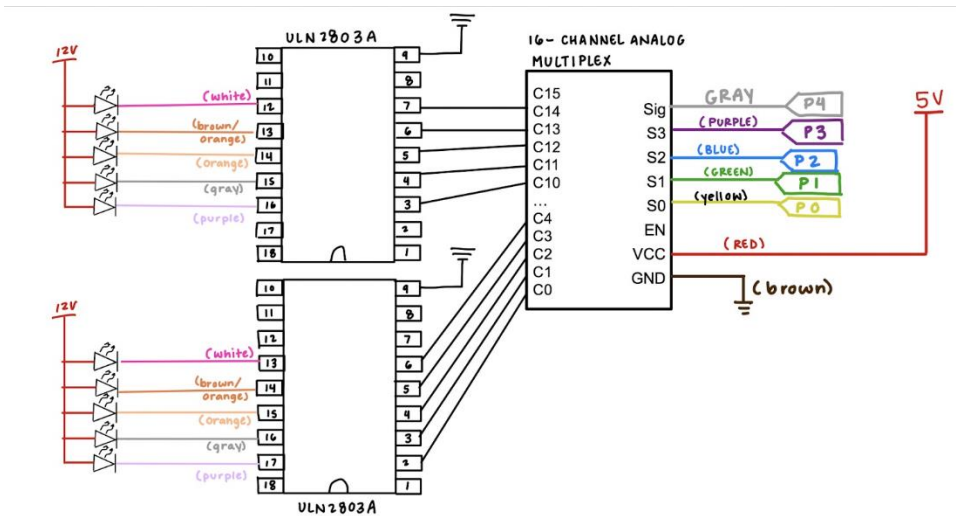 ULN2803A
12V
10
11
12
13
14
15
16
17
18
9
8
7
6
5
4
3
2
1
(white)
(brown/
orange)
(orange)
(gray)
(purple)
16- CHANNEL ANALOG
MULTIPLEX
C15
C14
C13
C12
C11
C10
...
C4
C3
C2
C1
C0
Sig
S3
S2
S1
S0
EN
VCC
GND
GRAY
(PURPLE)
(BLUE)
(GREEN)
(yellow)
(RED)
(brown)
P4
P3
P2
P1
P0
5V
12V
10
11
12
13
14
15
16
17
18
9
8
7
6
5
4
3
2
1
(white)
(brown/
orange)
(orange)
(gray)
(purple)
ULN2803A